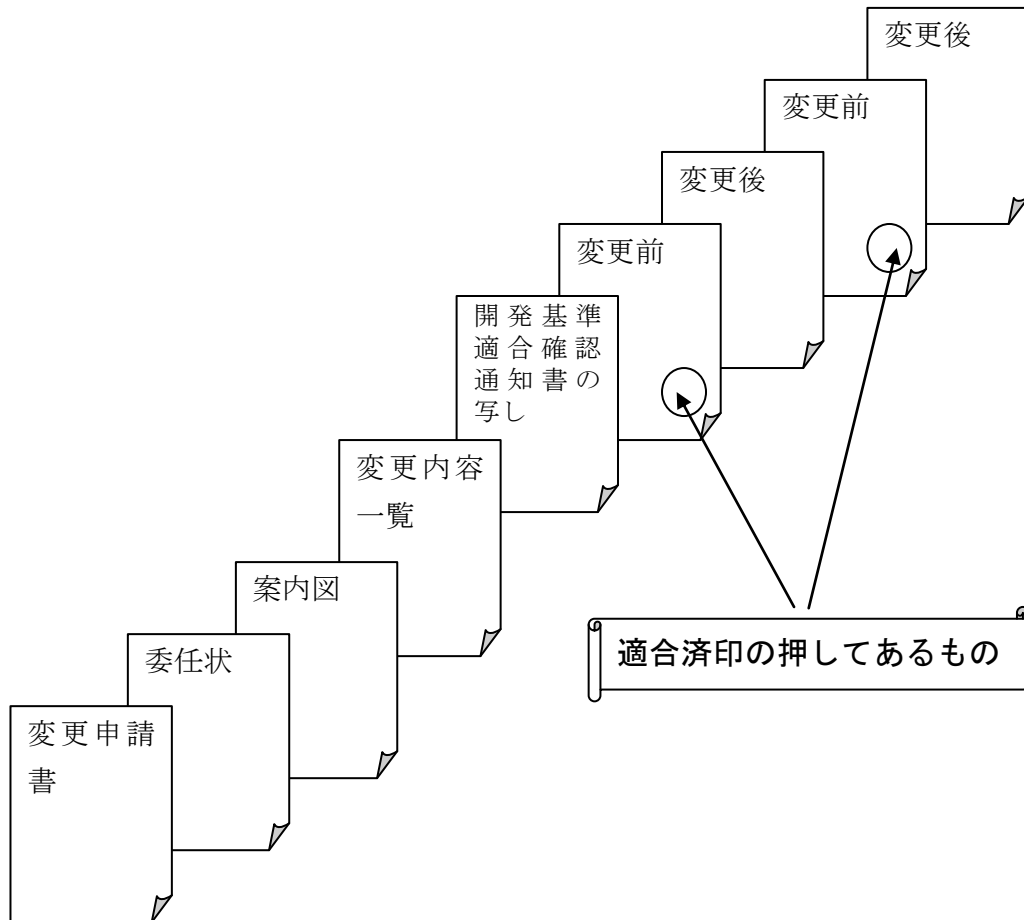 変更後
変更前
変更後
変更前
開発基準
適合確認
通知書の
写し
変更内容
一覧
案内図
委任状
適合済印の押してあるもの
変更申請
書